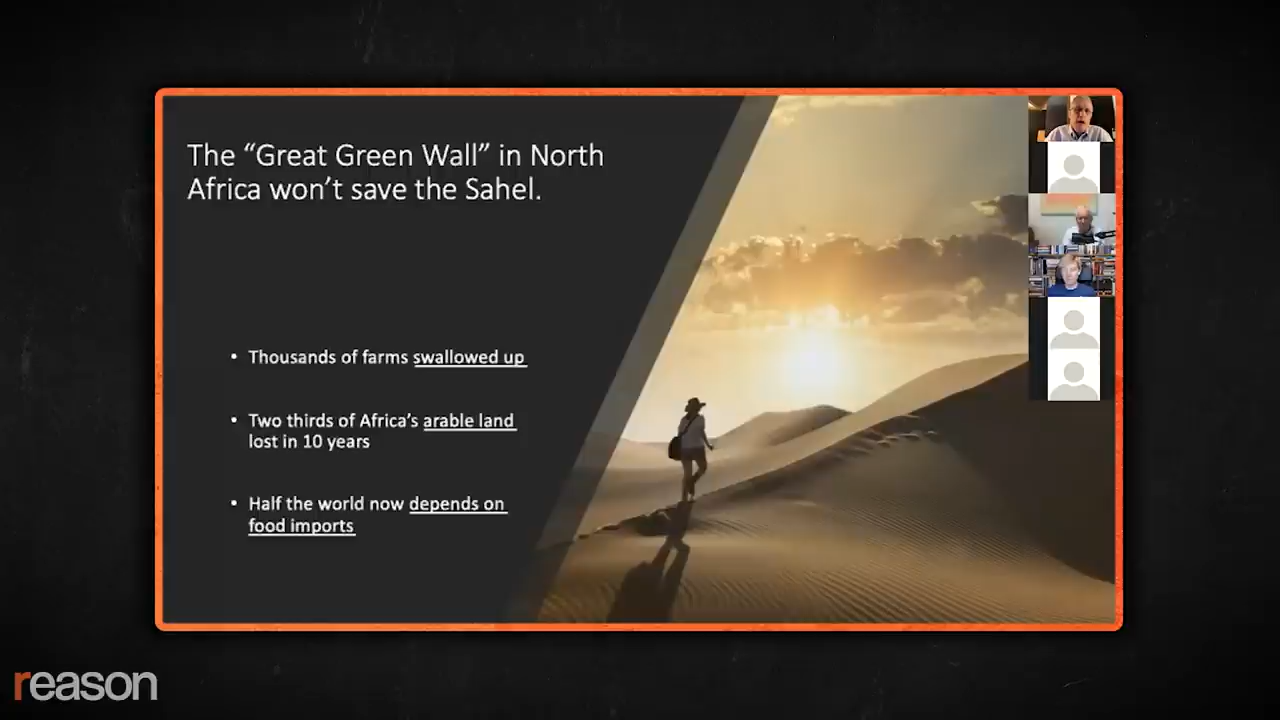 The “Great Green Wall” in North
Africa won’t save the Sahel.
• Thousands of farms swallowed up
• Two thirds of Africa’s arable land
lost in 10 years
• Half the world now depends on
food imports
reason